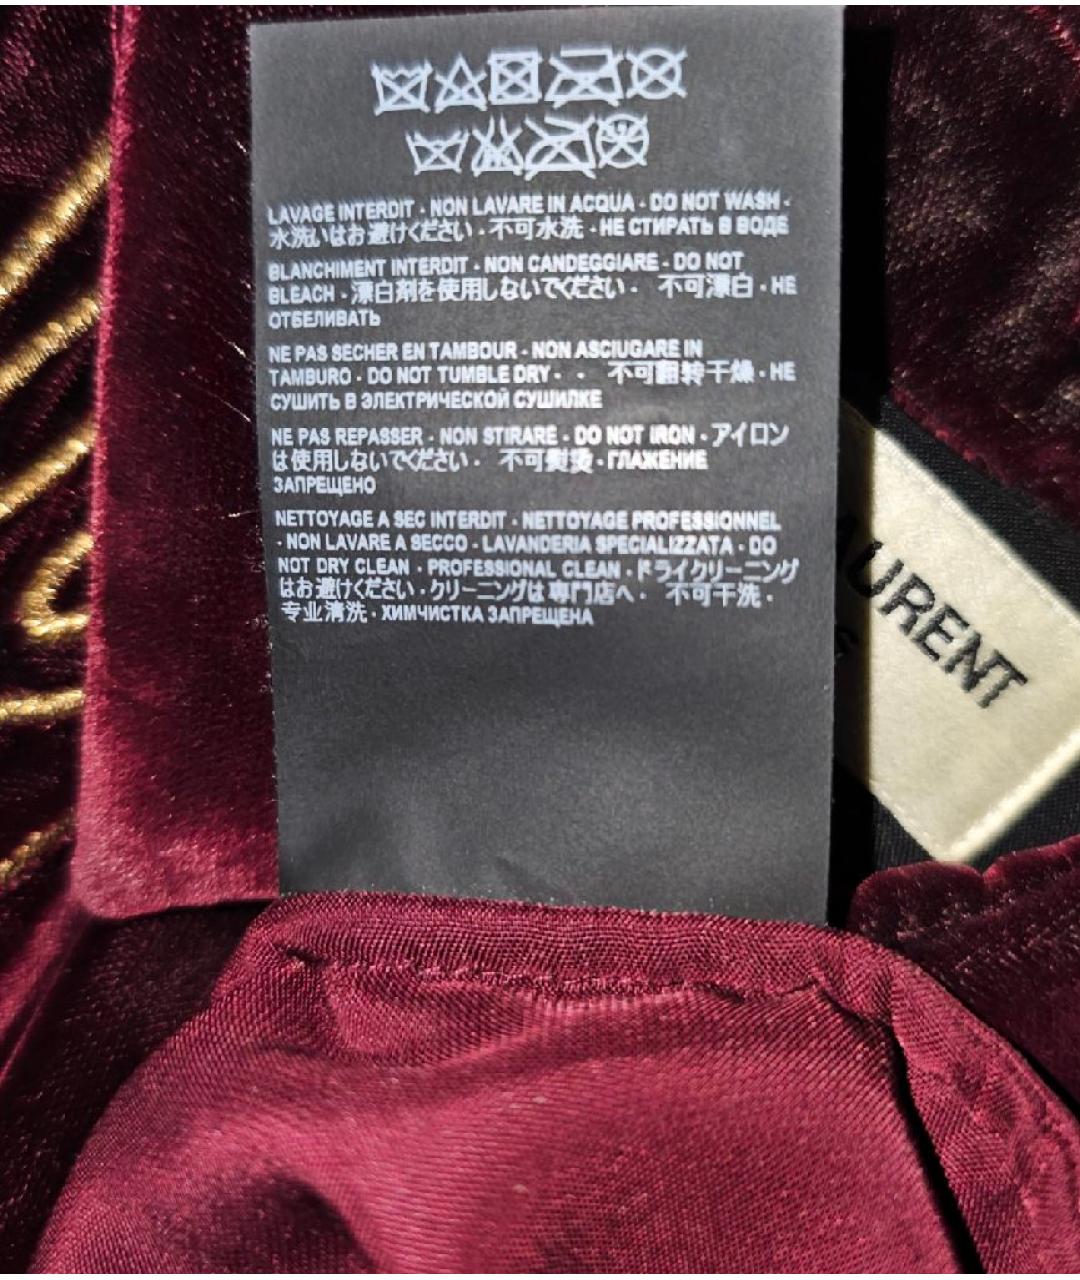 LAVAGE INTERDIT - NON LAVARE IN ACQUA - DO NOT WASH -
水洗いはお避けください - 不可水洗 - НЕ СТИРАТЬ В ВОДЕ
BLANCHIMENT INTERDIT - NON CANDEGGIARE - DO NOT
BLEACH - 漂白剤を使用しないでください - 不可漂白 - НЕ
ОТБЕЛИВАТЬ
NE PAS SECHER EN TAMBOUR - NON ASCIUGARE IN
TAMBURO - DO NOT TUMBLE DRY - - 不可翻转干燥 - НЕ
СУШИТЬ В ЭЛЕКТРИЧЕСКОЙ СУШИЛКЕ
NE PAS REPASSER - NON STIRARE - DO NOT IRON - アイロン
は使用しないでください - 不可熨烫 - ГЛАЖЕНИЕ
ЗАПРЕЩЕНО
NETTOYAGE A SEC INTERDIT - NETTOYAGE PROFESSIONNEL
- NON LAVARE A SECCO - LAVANDERIA SPECIALIZZATA - DO
NOT DRY CLEAN - PROFESSIONAL CLEAN - ドライクリーニング
はお避けください - クリーニングは専門店へ - 不可干洗 -
专业清洗 - ХИМЧИСТКА ЗАПРЕЩЕНА
AURENT